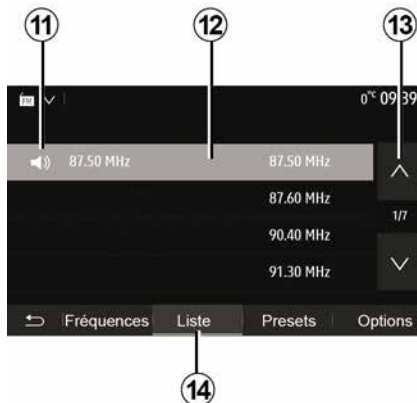 11 12 13
FM 0°C 09:39
87.50 MHz 87.50 MHz
87.60 MHz
1/7
90.40 MHz
91.30 MHz
Fréquences Liste Presets Options
14